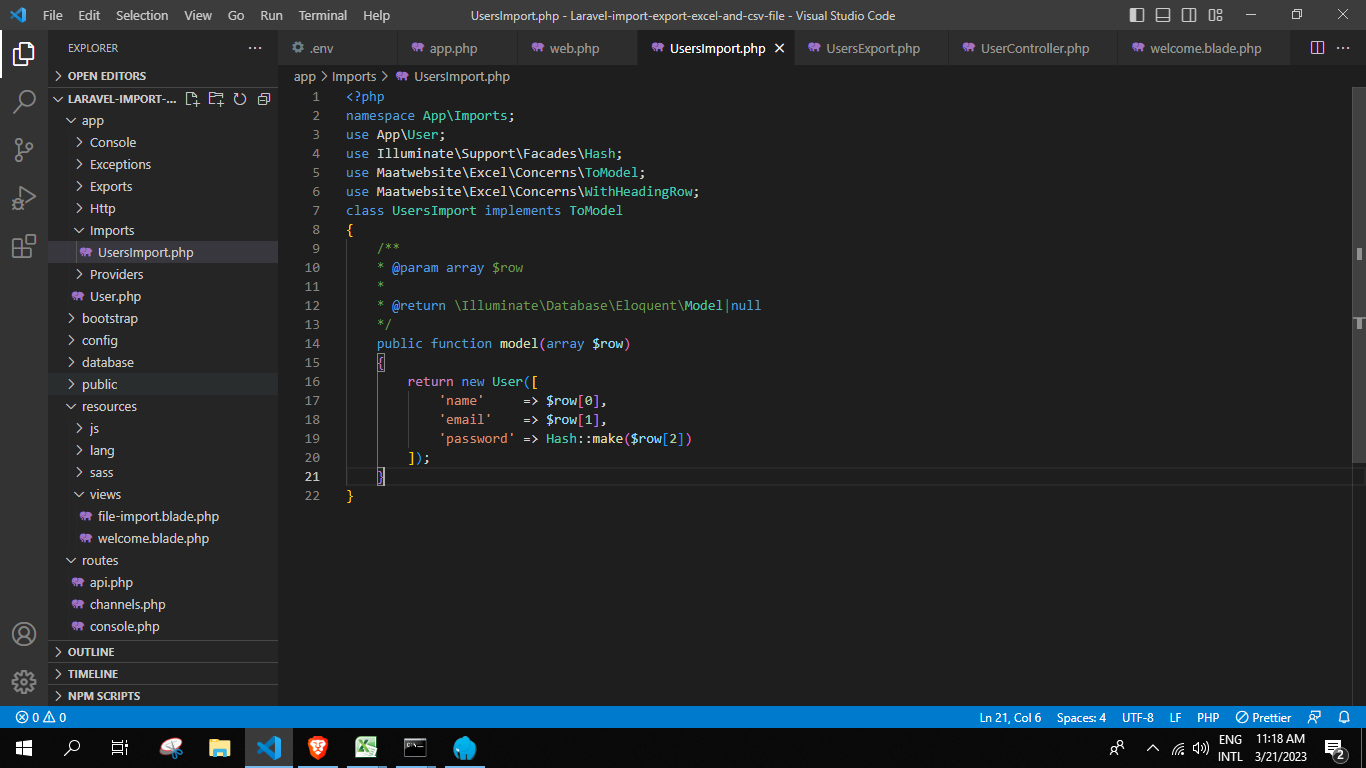 File Edit Selection View Go Run Terminal Help UsersImport.php - Laravel-import-export-excel-and-csv-file - Visual Studio Code
EXPLORER
.env app.php web.php UsersImport.php UsersExport.php UserController.php welcome.blade.php
OPEN EDITORS
LARAVEL-IMPORT-...
app
Console
Exceptions
Exports
Http
Imports
UsersImport.php
Providers
User.php
bootstrap
config
database
public
resources
js
lang
sass
views
file-import.blade.php
welcome.blade.php
routes
api.php
channels.php
console.php
OUTLINE
TIMELINE
NPM SCRIPTS
app > Imports > UsersImport.php
1 <?php
2 namespace App\Imports;
3 use App\User;
4 use Illuminate\Support\Facades\Hash;
5 use Maatwebsite\Excel\Concerns\ToModel;
6 use Maatwebsite\Excel\Concerns\WithHeadingRow;
7 class UsersImport implements ToModel
8 {
9 /**
10 * @param array $row
11 *
12 * @return \Illuminate\Database\Eloquent\Model|null
13 */
14 public function model(array $row)
15 {
16 return new User([
17 'name' => $row[0],
18 'email' => $row[1],
19 'password' => Hash::make($row[2])
20 ]);
21 }
22 }
0 0 Ln 21, Col 6 Spaces: 4 UTF-8 LF PHP Prettier
ENG 11:18 AM
INTL 3/21/2023 2